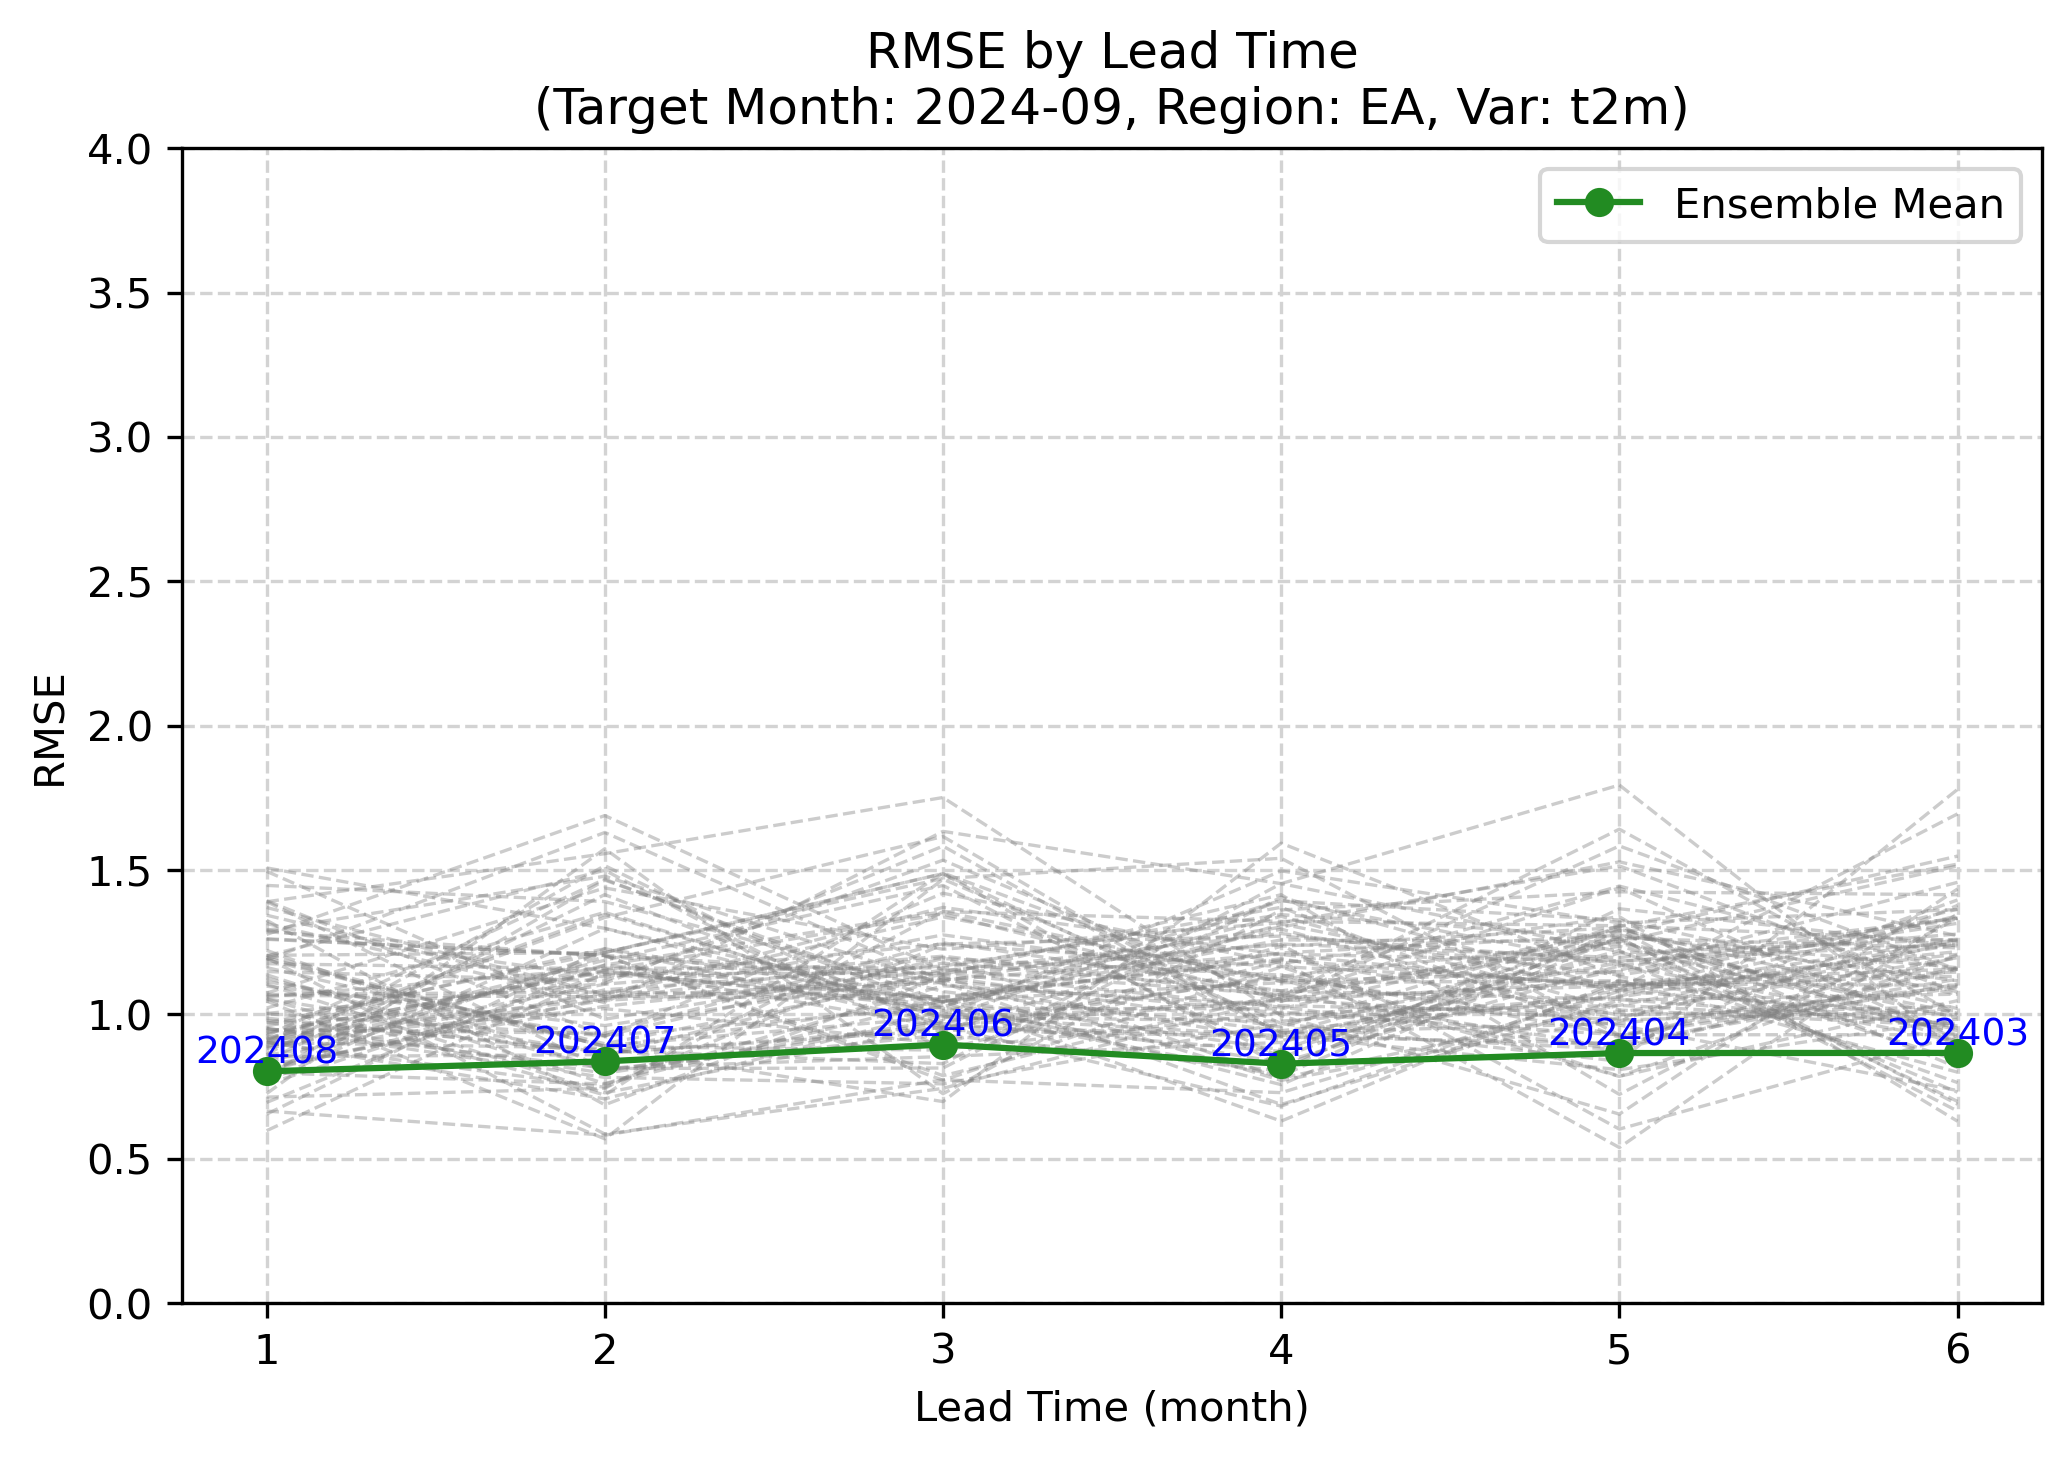 RMSE by Lead Time
(Target Month: 2024-09, Region: EA, Var: t2m)
Ensemble Mean
RMSE
4.0
3.5
3.0
2.5
2.0
1.5
1.0
0.5
0.0
202408
202407
202406
202405
202404
202403
1 2 3 4 5 6
Lead Time (month)